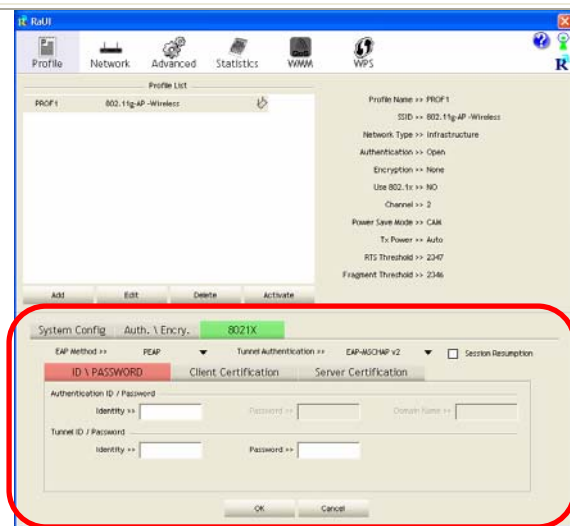 RaUI
Profile Network Advanced Statistics WMM WPS
QoS
R
Profile List
PROF1 802.11g-AP -Wireless
Profile Name >> PROF1
SSID >> 802.11g-AP -Wireless
Network Type >> Infrastructure
Authentication >> Open
Encryption >> None
Use 802.1x >> NO
Channel >> 2
Power Save Mode >> CAM
Tx Power >> Auto
RTS Threshold >> 2347
Fragment Threshold >> 2346
Add Edit Delete Activate
System Config Auth. \ Encry. 8021X
EAP Method >> PEAP Tunnel Authentication >> EAP-MSCHAP v2 Session Resumption
ID \ PASSWORD Client Certification Server Certification
Authentication ID / Password
Identity >> Password >> Domain Name >>
Tunnel ID / Password
Identity >> Password >>
OK Cancel